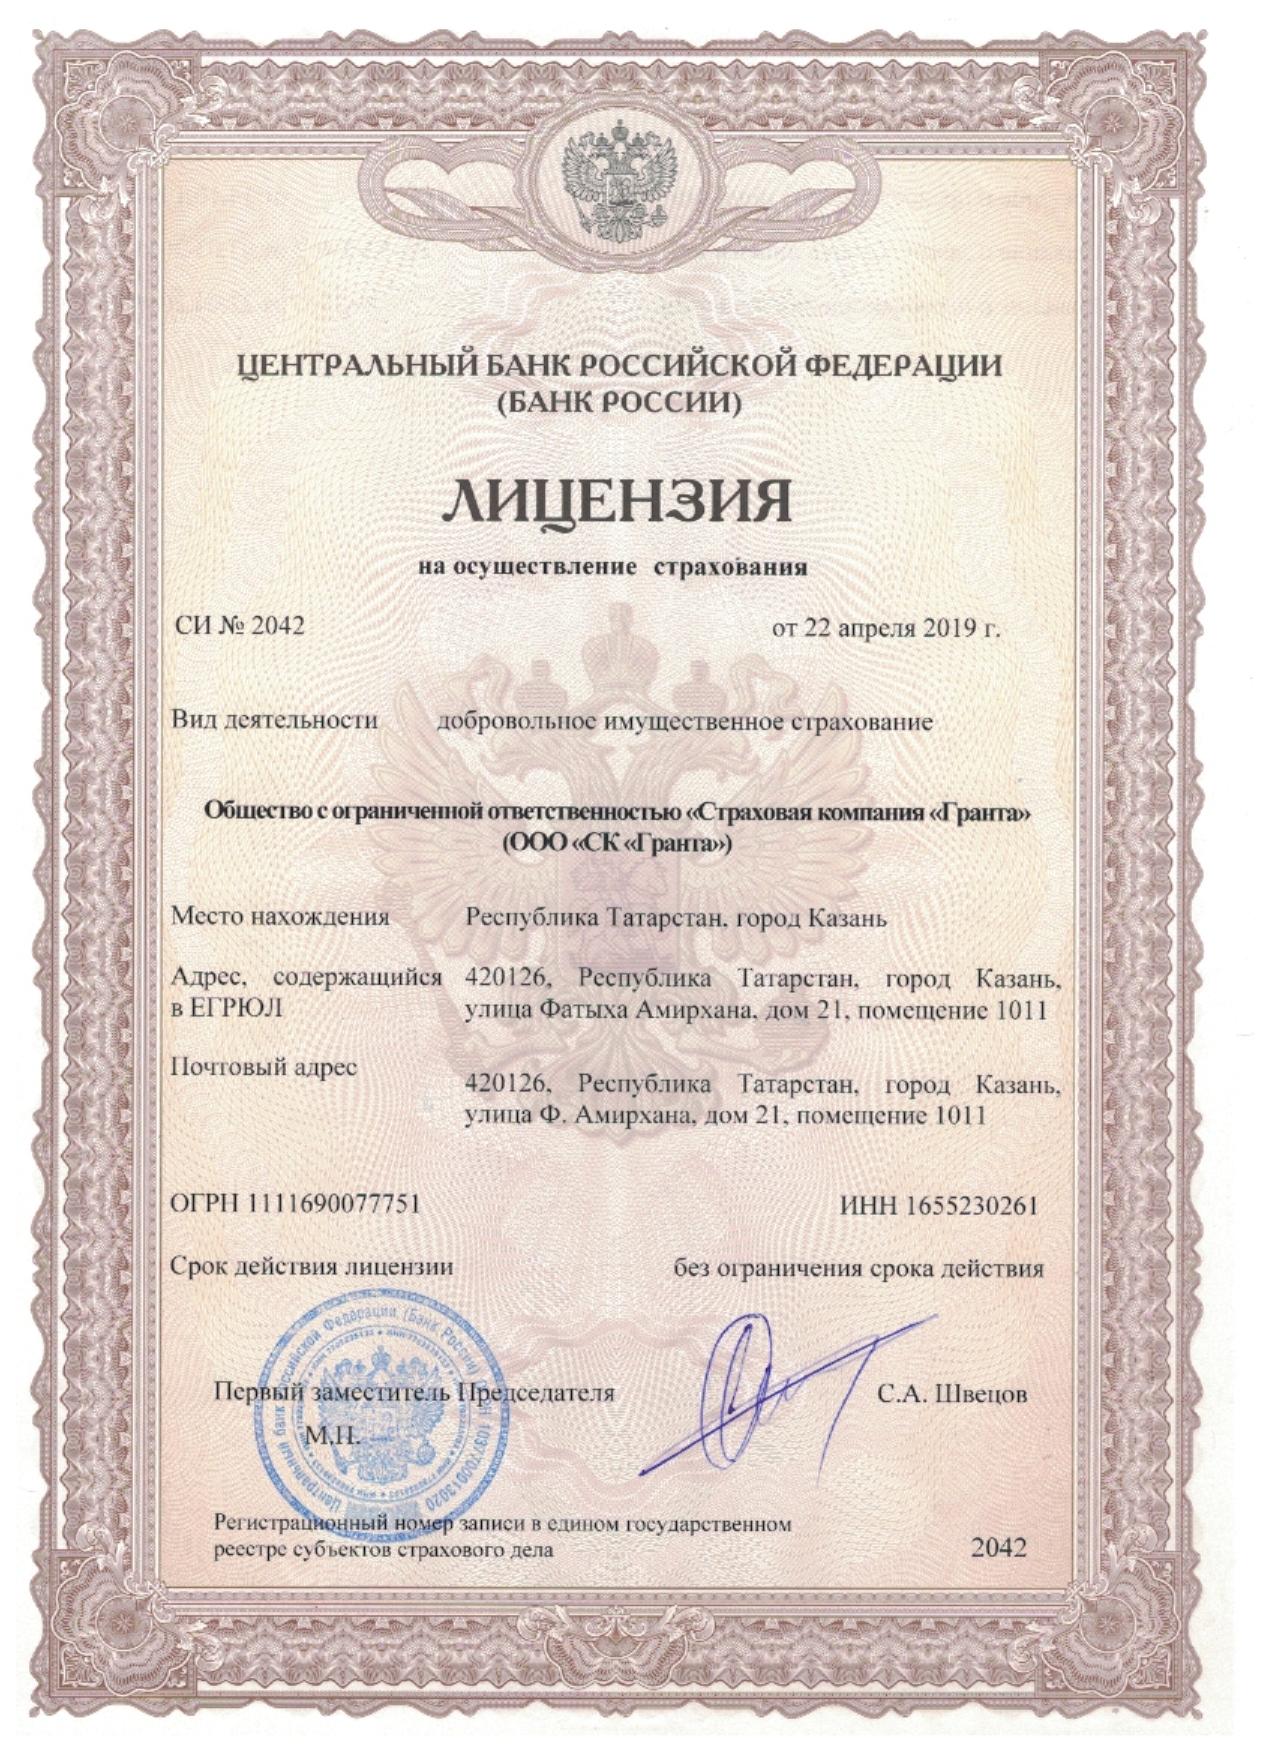 ЦЕНТРАЛЬНЫЙ БАНК РОССИЙСКОЙ ФЕДЕРАЦИИ
(БАНК РОССИИ)
ЛИЦЕНЗИЯ
на осуществление страхования
СИ № 2042 от 22 апреля 2019 г.
Вид деятельности добровольное имущественное страхование
Общество с ограниченной ответственностью «Страховая компания «Гранта»
(ООО «СК «Гранта»)
Место нахождения Республика Татарстан, город Казань
Адрес, содержащийся 420126, Республика Татарстан, город Казань,
в ЕГРЮЛ улица Фатыха Амирхана, дом 21, помещение 1011
Почтовый адрес
420126, Республика Татарстан, город Казань,
улица Ф. Амирхана, дом 21, помещение 1011
ОГРН 1111690077751 ИНН 1655230261
Срок действия лицензии без ограничения срока действия
Центральный банк Российской Федерации (Банк России) ОГРН 1037700013020
Первый заместитель Председателя С.А. Швецов
М.П.
Регистрационный номер записи в едином государственном
реестре субъектов страхового дела 2042